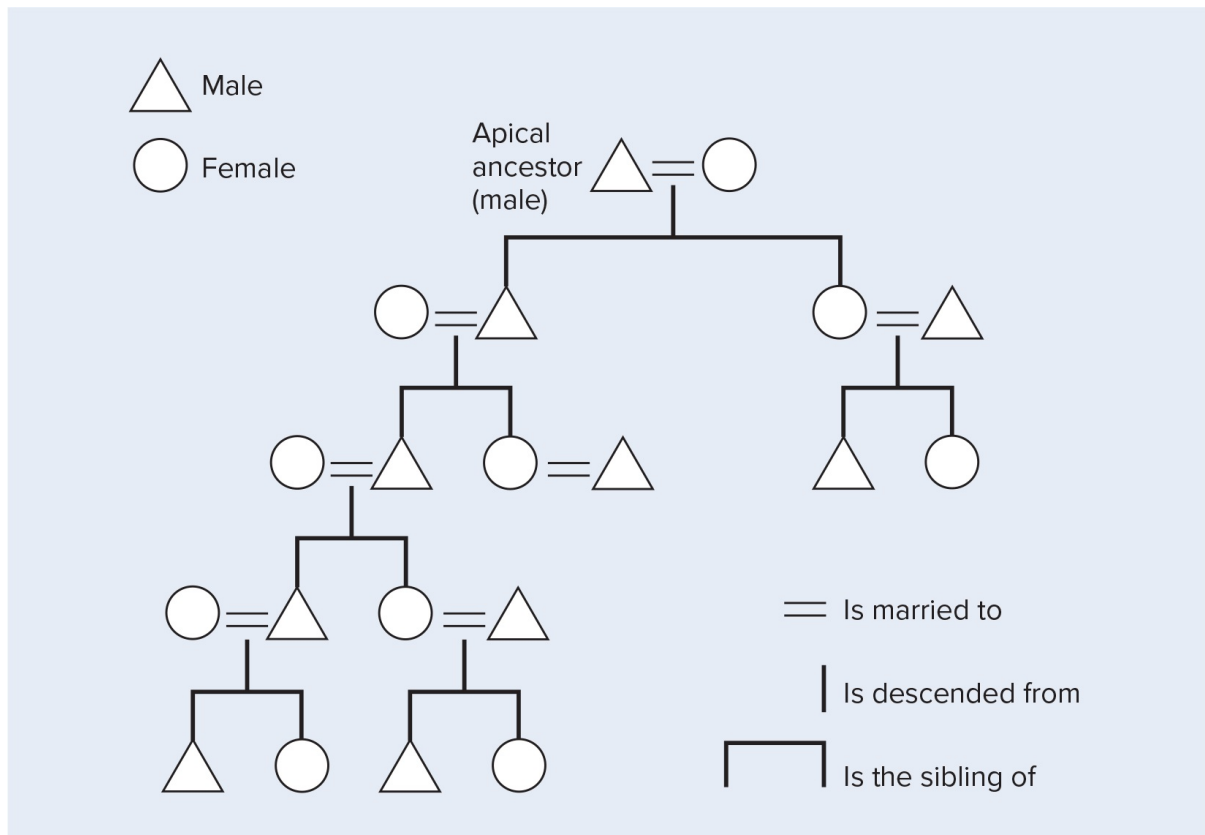 Male
Female
Apical
ancestor
(male)
Is married to
Is descended from
Is the sibling of